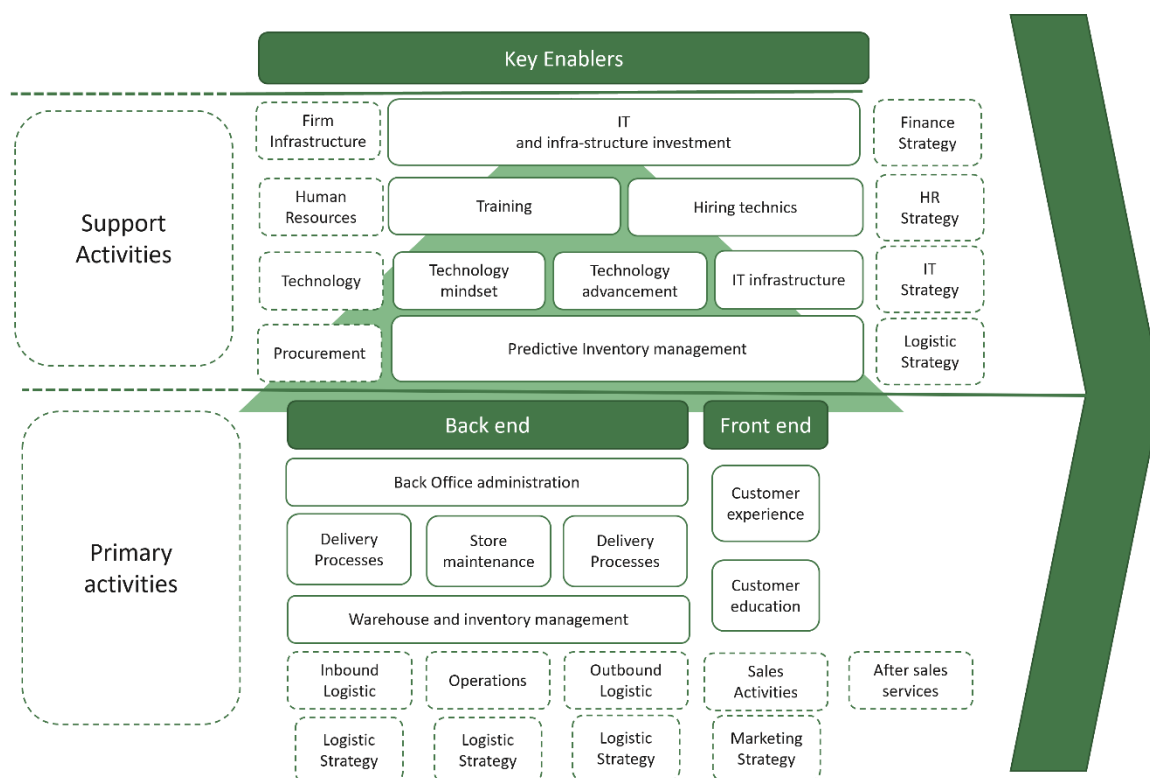 Key Enablers
Support
Activities
Firm
Infrastructure
IT
and infra-structure investment
Finance
Strategy
Human
Resources
Training
Hiring technics
HR
Strategy
Technology
Technology
mindset
Technology
advancement
IT infrastructure
IT
Strategy
Procurement
Predictive Inventory management
Logistic
Strategy
Primary
activities
Back end
Front end
Back Office administration
Customer
experience
Delivery
Processes
Store
maintenance
Delivery
Processes
Customer
education
Warehouse and inventory management
Inbound
Logistic
Operations
Outbound
Logistic
Sales
Activities
After sales
services
Logistic
Strategy
Logistic
Strategy
Logistic
Strategy
Marketing
Strategy